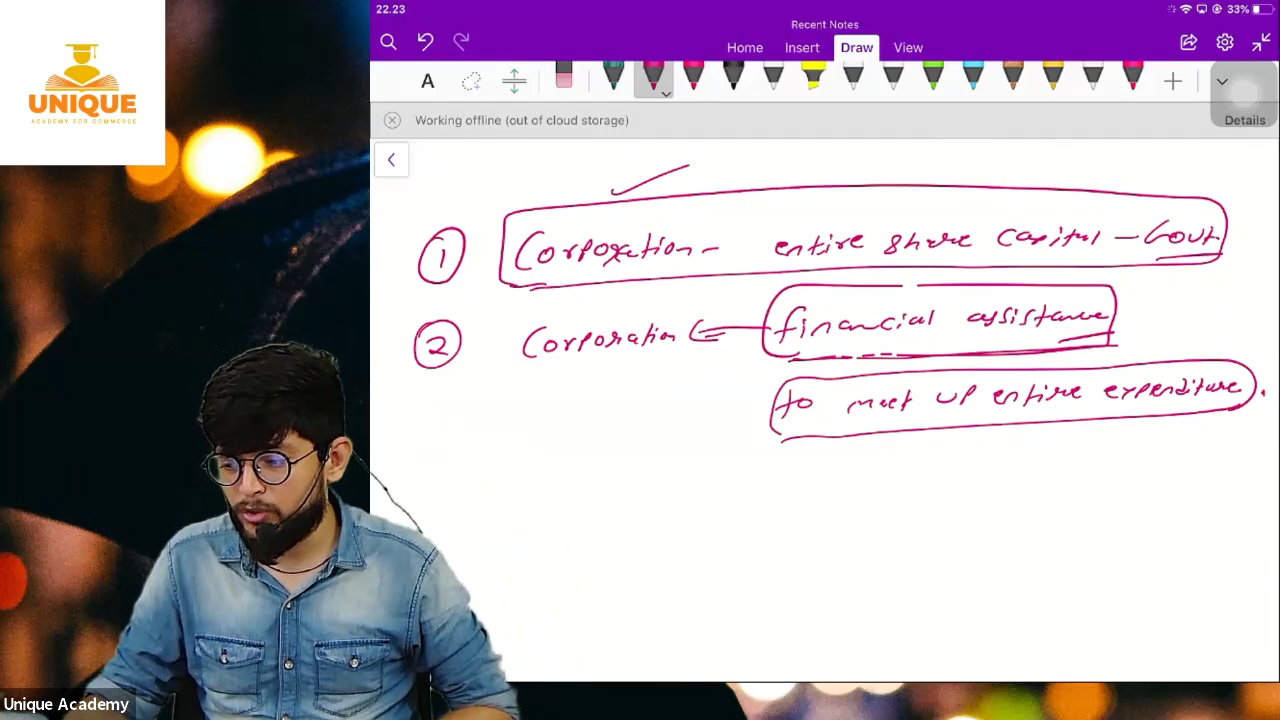 22.23
33%
Recent Notes
Home Insert Draw View
UNIQUE
ACADEMY FOR COMMERCE
A
Working offline (out of cloud storage)
Details
① Corporation - entire share capital - Govt.
② Corporation financial assistance
to meet up entire expenditure.
Unique Academy